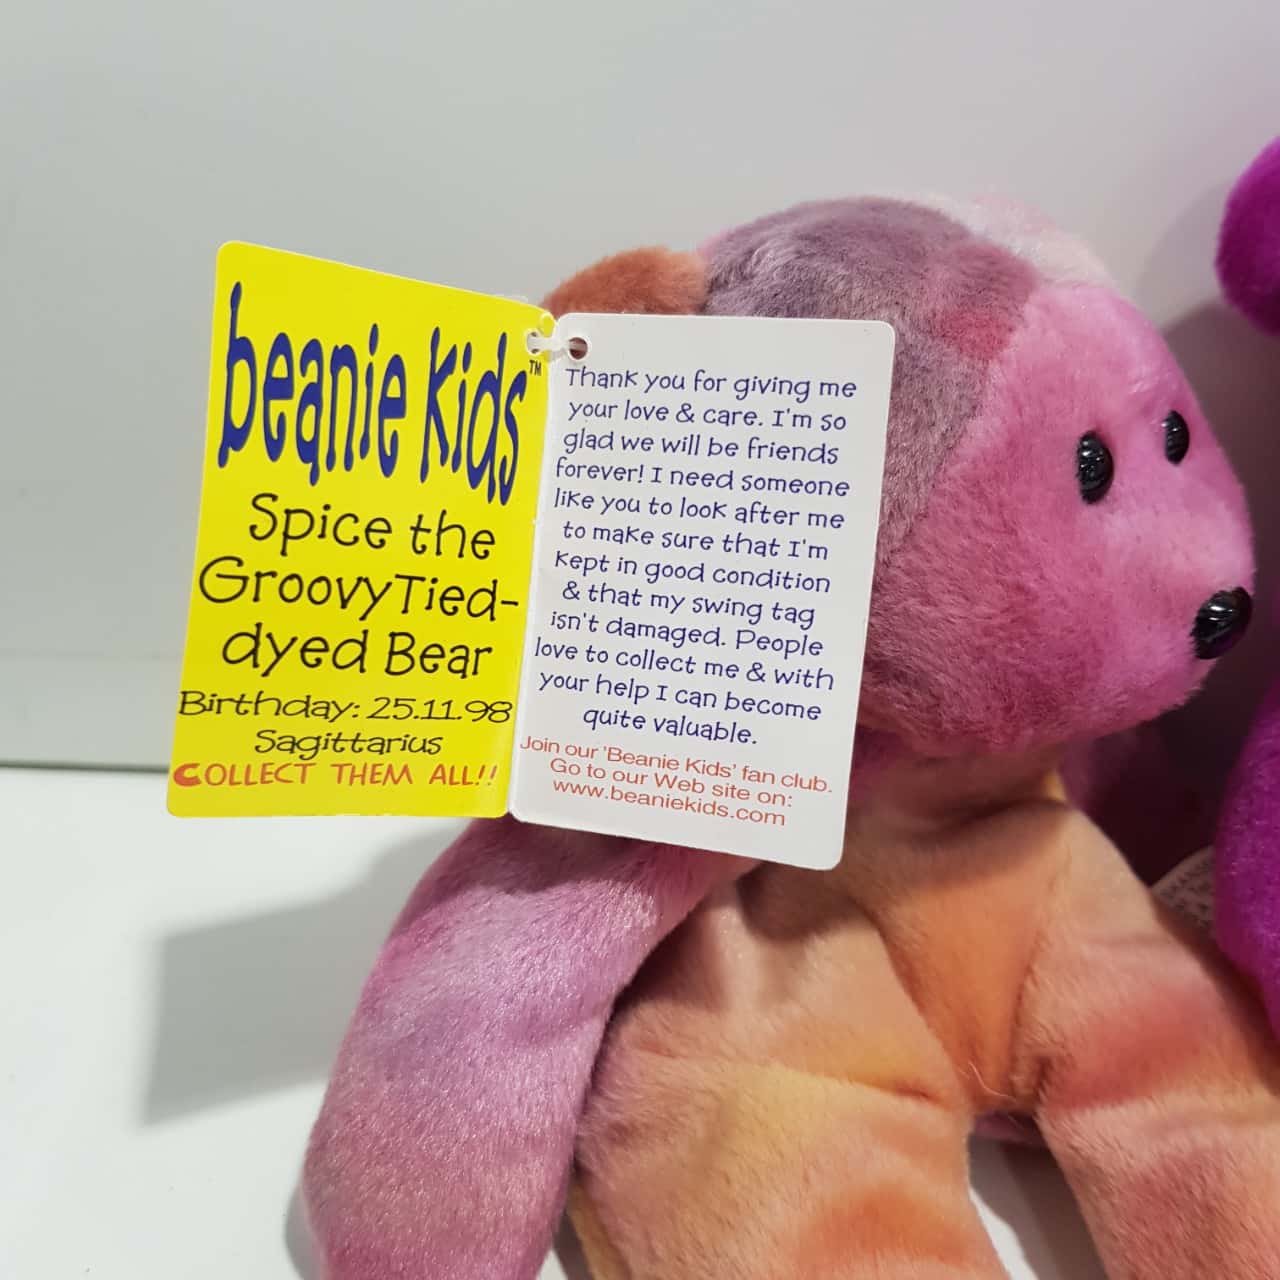 beanie kids™
Spice the
Groovy Tied-
dyed Bear
Birthday: 25.11.98
Sagittarius
COLLECT THEM ALL!!
Thank you for giving me
your love & care. I'm so
glad we will be friends
forever! I need someone
like you to look after me
to make sure that I'm
kept in good condition
& that my swing tag
isn't damaged. People
love to collect me & with
your help I can become
quite valuable.
Join our 'Beanie Kids' fan club.
Go to our Web site on:
www.beaniekids.com